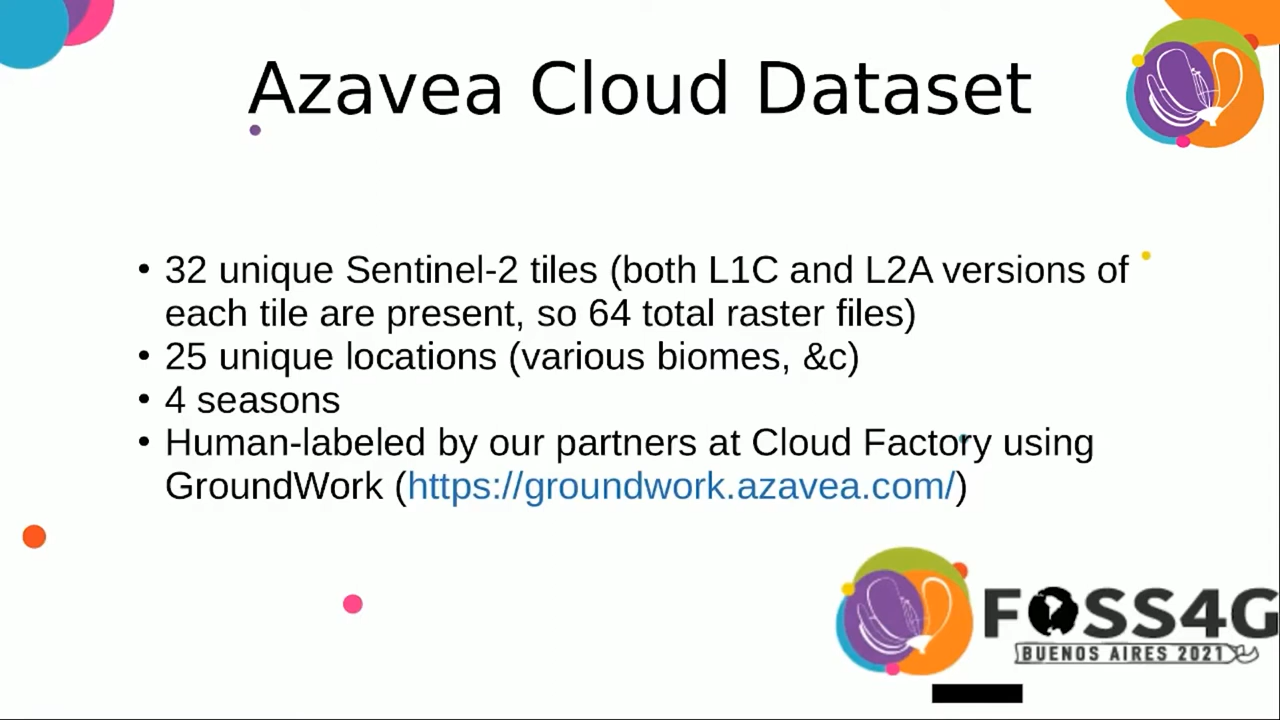 Azavea Cloud Dataset
• 32 unique Sentinel-2 tiles (both L1C and L2A versions of
each tile are present, so 64 total raster files)
• 25 unique locations (various biomes, &c)
• 4 seasons
• Human-labeled by our partners at Cloud Factory using
GroundWork (https://groundwork.azavea.com/)
FOSS4G
BUENOS AIRES 2021